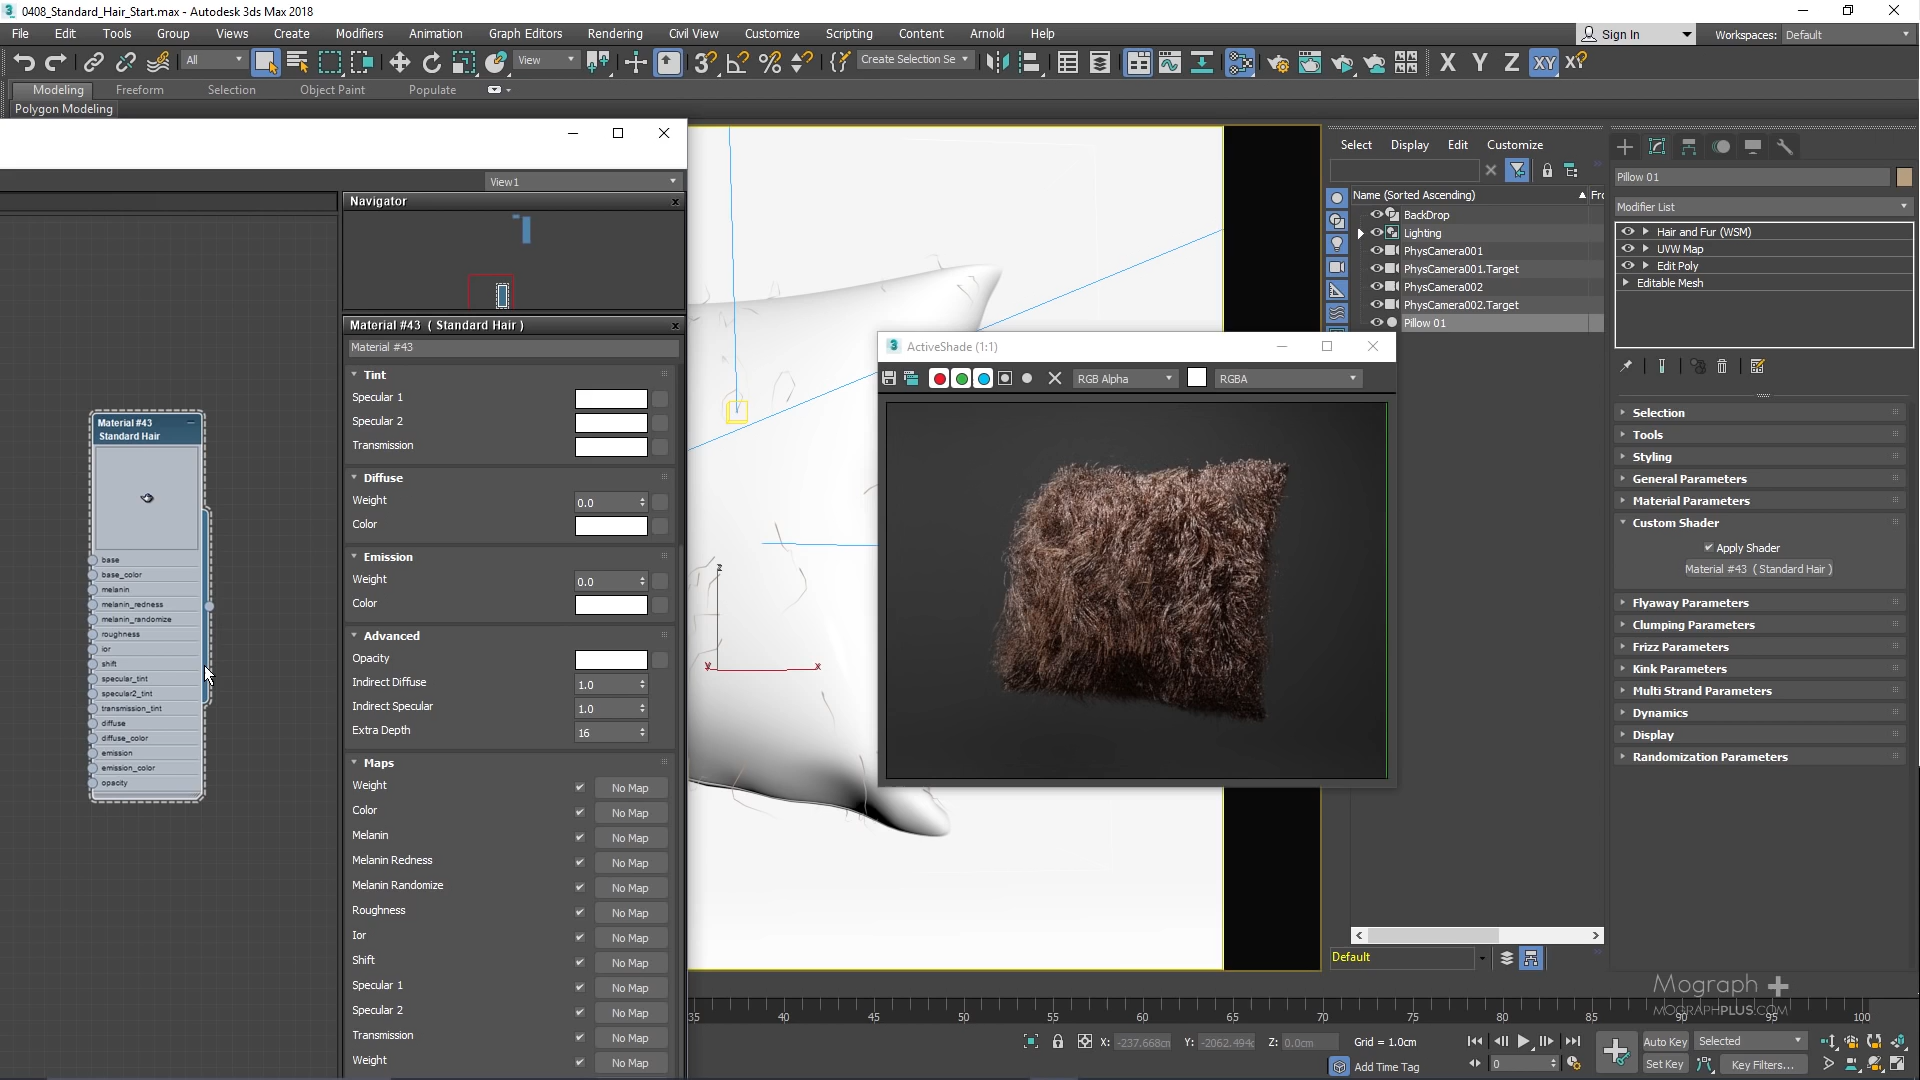 0408_Standard_Hair_Start.max - Autodesk 3ds Max 2018
File Edit Tools Group Views Create Modifiers Animation Graph Editors Rendering Civil View Customize Scripting Content Arnold Help
Sign In Workspaces: Default
All View Create Selection Se X Y Z XY
Modeling Freeform Selection Object Paint Populate
Polygon Modeling
View1
Navigator
Material #43 ( Standard Hair )
Material #43
Tint
Specular 1
Specular 2
Transmission
Diffuse
Weight 0.0
Color
Emission
Weight 0.0
Color
Advanced
Opacity
Indirect Diffuse 1.0
Indirect Specular 1.0
Extra Depth 16
Maps
Weight No Map
Color No Map
Melanin No Map
Melanin Redness No Map
Melanin Randomize No Map
Roughness No Map
Ior No Map
Shift No Map
Specular 1 No Map
Specular 2 No Map
Transmission No Map
Weight No Map
Material #43
Standard Hair
base
base_color
melanin
melanin_redness
melanin_randomize
roughness
ior
shift
specular_tint
specular2_tint
transmission_tint
diffuse
diffuse_color
emission
emission_color
opacity
z
y x
ActiveShade (1:1)
RGB Alpha RGBA
Select Display Edit Customize
Name (Sorted Ascending) Fr
BackDrop
Lighting
PhysCamera001
PhysCamera001.Target
PhysCamera002
PhysCamera002.Target
Pillow 01
Default
Pillow 01
Modifier List
Hair and Fur (WSM)
UVW Map
Edit Poly
Editable Mesh
Selection
Tools
Styling
General Parameters
Material Parameters
Custom Shader
Apply Shader
Material #43 ( Standard Hair )
Flyaway Parameters
Clumping Parameters
Frizz Parameters
Kink Parameters
Multi Strand Parameters
Dynamics
Display
Randomization Parameters
Mograph +
MOGRAPHPLUS.COM
35 40 45 50 55 60 65 70 75 80 85 90 95 100
X: -237.668cm Y: -2062.494c Z: 0.0cm Grid = 1.0cm
Add Time Tag
0
Auto Key Selected
Set Key Key Filters...